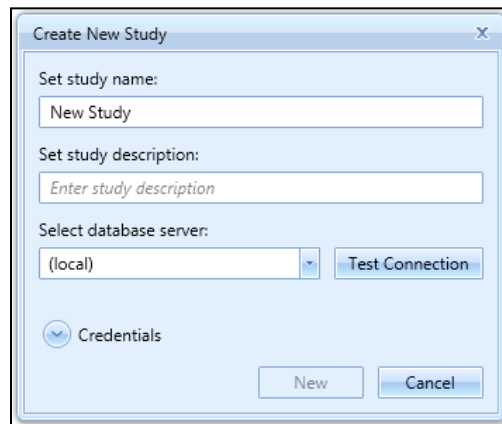 Create New Study
Set study name:
New Study
Set study description:
Enter study description
Select database server:
(local)
Test Connection
Credentials
New
Cancel